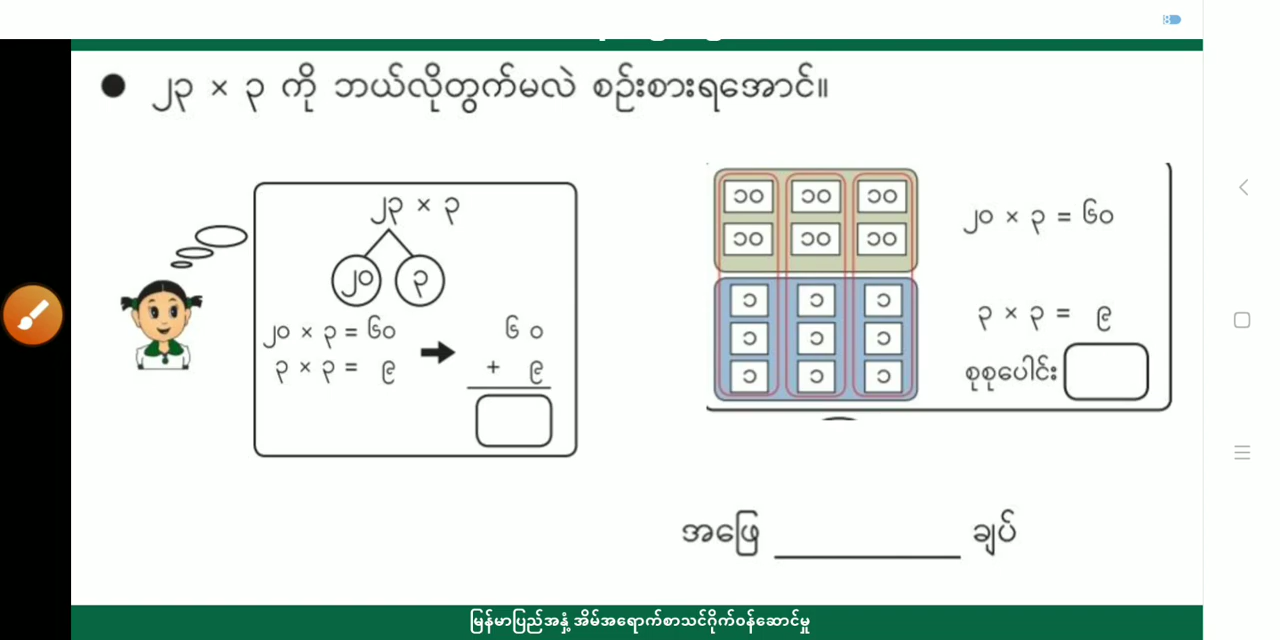 ● ၂၃ × ၃ ကို ဘယ်လိုတွက်မလဲ စဉ်းစားရအောင်။
၂၃ × ၃
၂၀ ၃
၂၀ × ၃ = ၆၀
၃ × ၃ = ၉
၆ ၀
+ ၉
၁၀ ၁၀ ၁၀
၁၀ ၁၀ ၁၀
၁ ၁ ၁
၁ ၁ ၁
၁ ၁ ၁
၂၀ × ၃ = ၆၀
၃ × ၃ = ၉
စုစုပေါင်း
အဖြေ __________ ချပ်
မြန်မာပြည်အနှံ့ အိမ်အရောက်စာသင်ဂိုက်ဝန်ဆောင်မှု